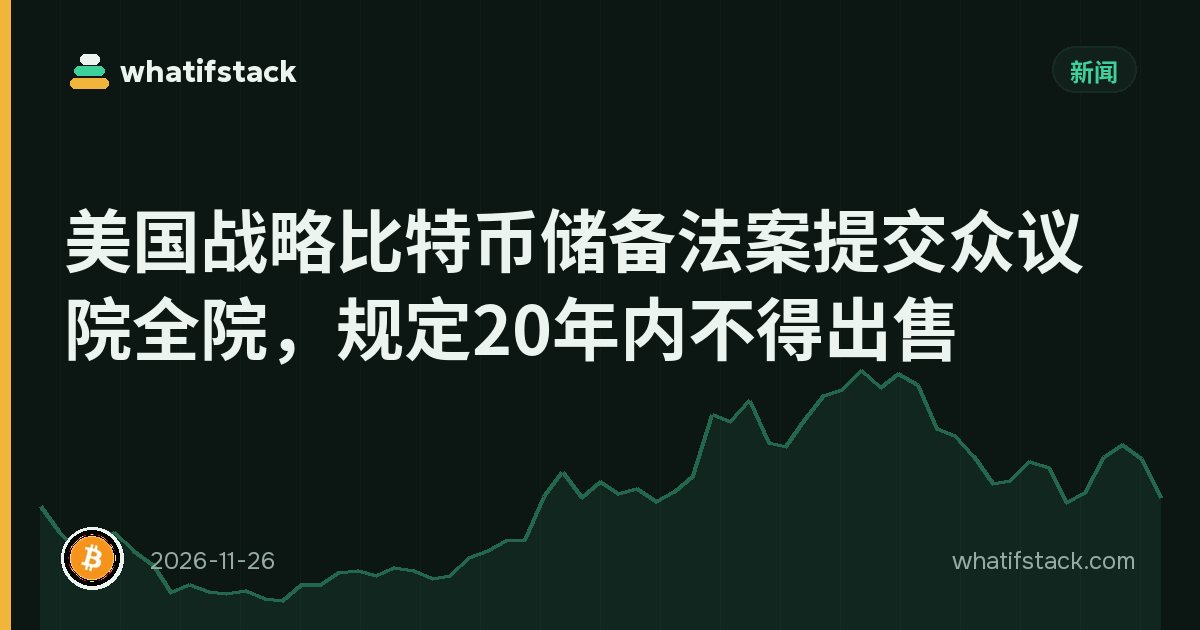 whatifstack
新闻
美国战略比特币储备法案提交众议
院全院，规定20年内不得出售
2026-11-26
whatifstack.com